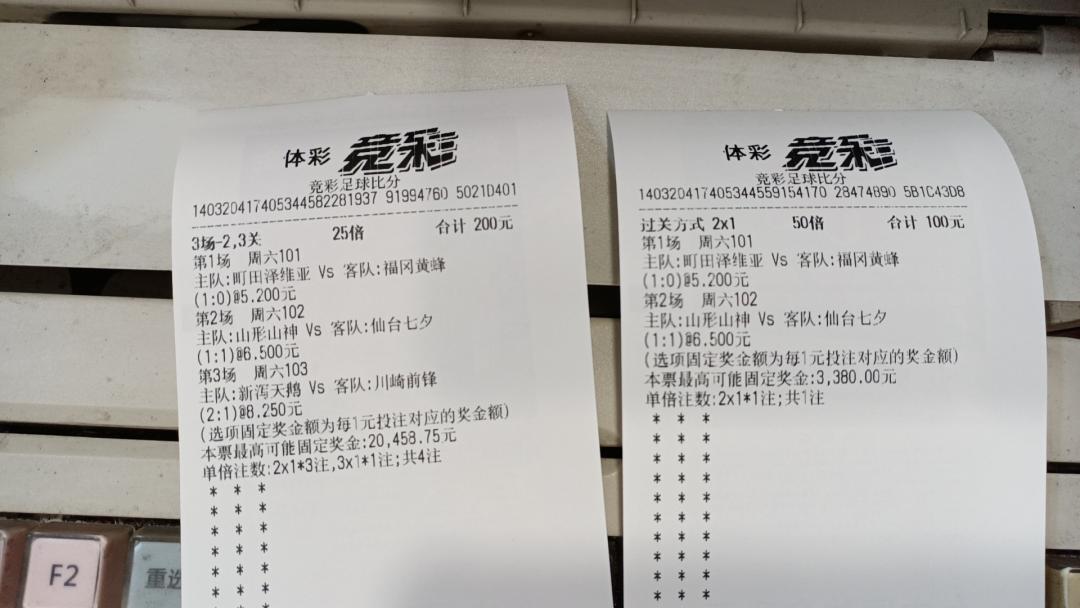 体彩 竞彩
竞彩足球比分
140320417405344582281937 91994760 5021D401
3场-2,3关 25倍 合计 200元
第1场 周六101
主队:町田泽维亚 Vs 客队:福冈黄蜂
(1:0)@5.200元
第2场 周六102
主队:山形山神 Vs 客队:仙台七夕
(1:1)@6.500元
第3场 周六103
主队:新泻天鹅 Vs 客队:川崎前锋
(2:1)@8.250元
(选项固定奖金额为每1元投注对应的奖金额)
本票最高可能固定奖金:20,458.75元
单倍注数:2x1*3注,3x1*1注;共4注
* * *
* * *
* * *
* * *
* * *
* * *
* * *
体彩 竞彩
竞彩足球比分
140320417405344559154170 28474890 5B1C43D8
过关方式 2x1 50倍 合计 100元
第1场 周六101
主队:町田泽维亚 Vs 客队:福冈黄蜂
(1:0)@5.200元
第2场 周六102
主队:山形山神 Vs 客队:仙台七夕
(1:1)@6.500元
(选项固定奖金额为每1元投注对应的奖金额)
本票最高可能固定奖金:3,380.00元
单倍注数:2x1*1注;共1注
* * *
* * *
* * *
* * *
* * *
* * *
* * *
* * *
* * *
* * *
F2
重选